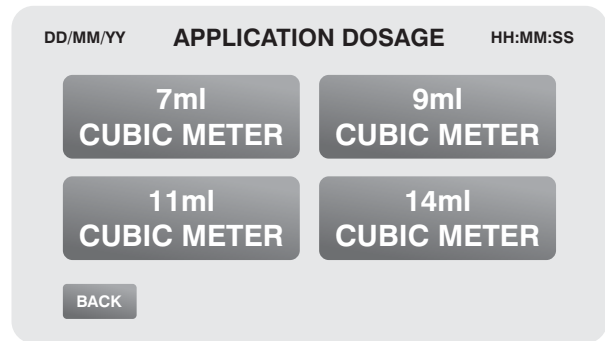 DD/MM/YY APPLICATION DOSAGE HH:MM:SS
7ml
CUBIC METER
9ml
CUBIC METER
11ml
CUBIC METER
14ml
CUBIC METER
BACK